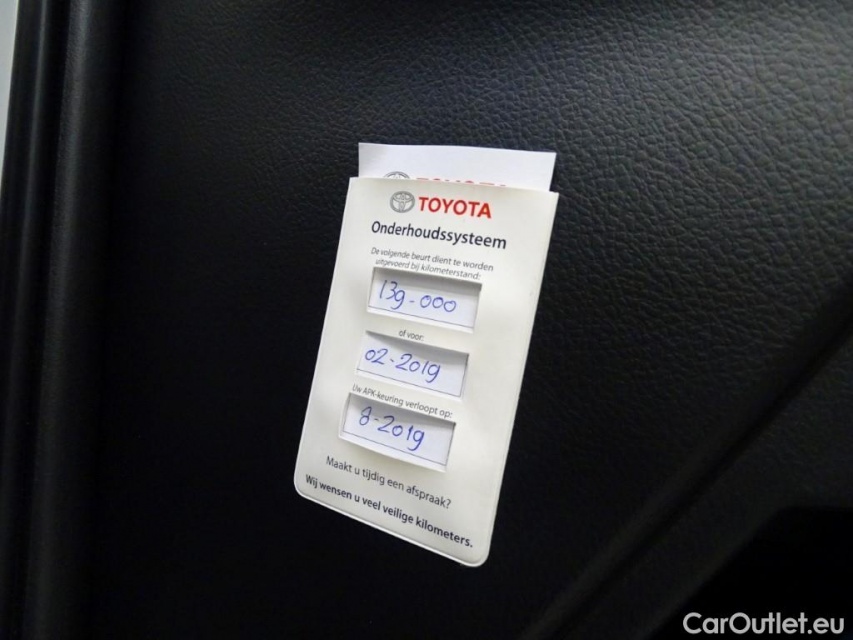 TOYOTA
Onderhoudssysteem
De volgende beurt dient te worden
uitgevoerd bij kilometerstand:
139-000
of voor:
02-2019
Uw APK-keuring verloopt op:
8-2019
Maakt u tijdig een afspraak?
Wij wensen u veel veilige kilometers.
CarOutlet.eu